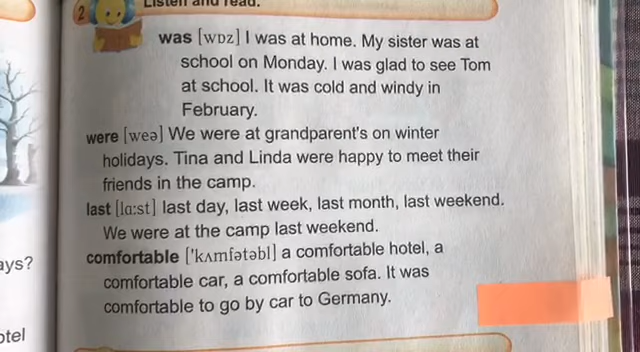 2 Listen and read.
was [wɒz] I was at home. My sister was at
school on Monday. I was glad to see Tom
at school. It was cold and windy in
February.
were [weə] We were at grandparent's on winter
holidays. Tina and Linda were happy to meet their
friends in the camp.
last [lɑ:st] last day, last week, last month, last weekend.
We were at the camp last weekend.
comfortable ['kʌmfətəbl] a comfortable hotel, a
comfortable car, a comfortable sofa. It was
comfortable to go by car to Germany.